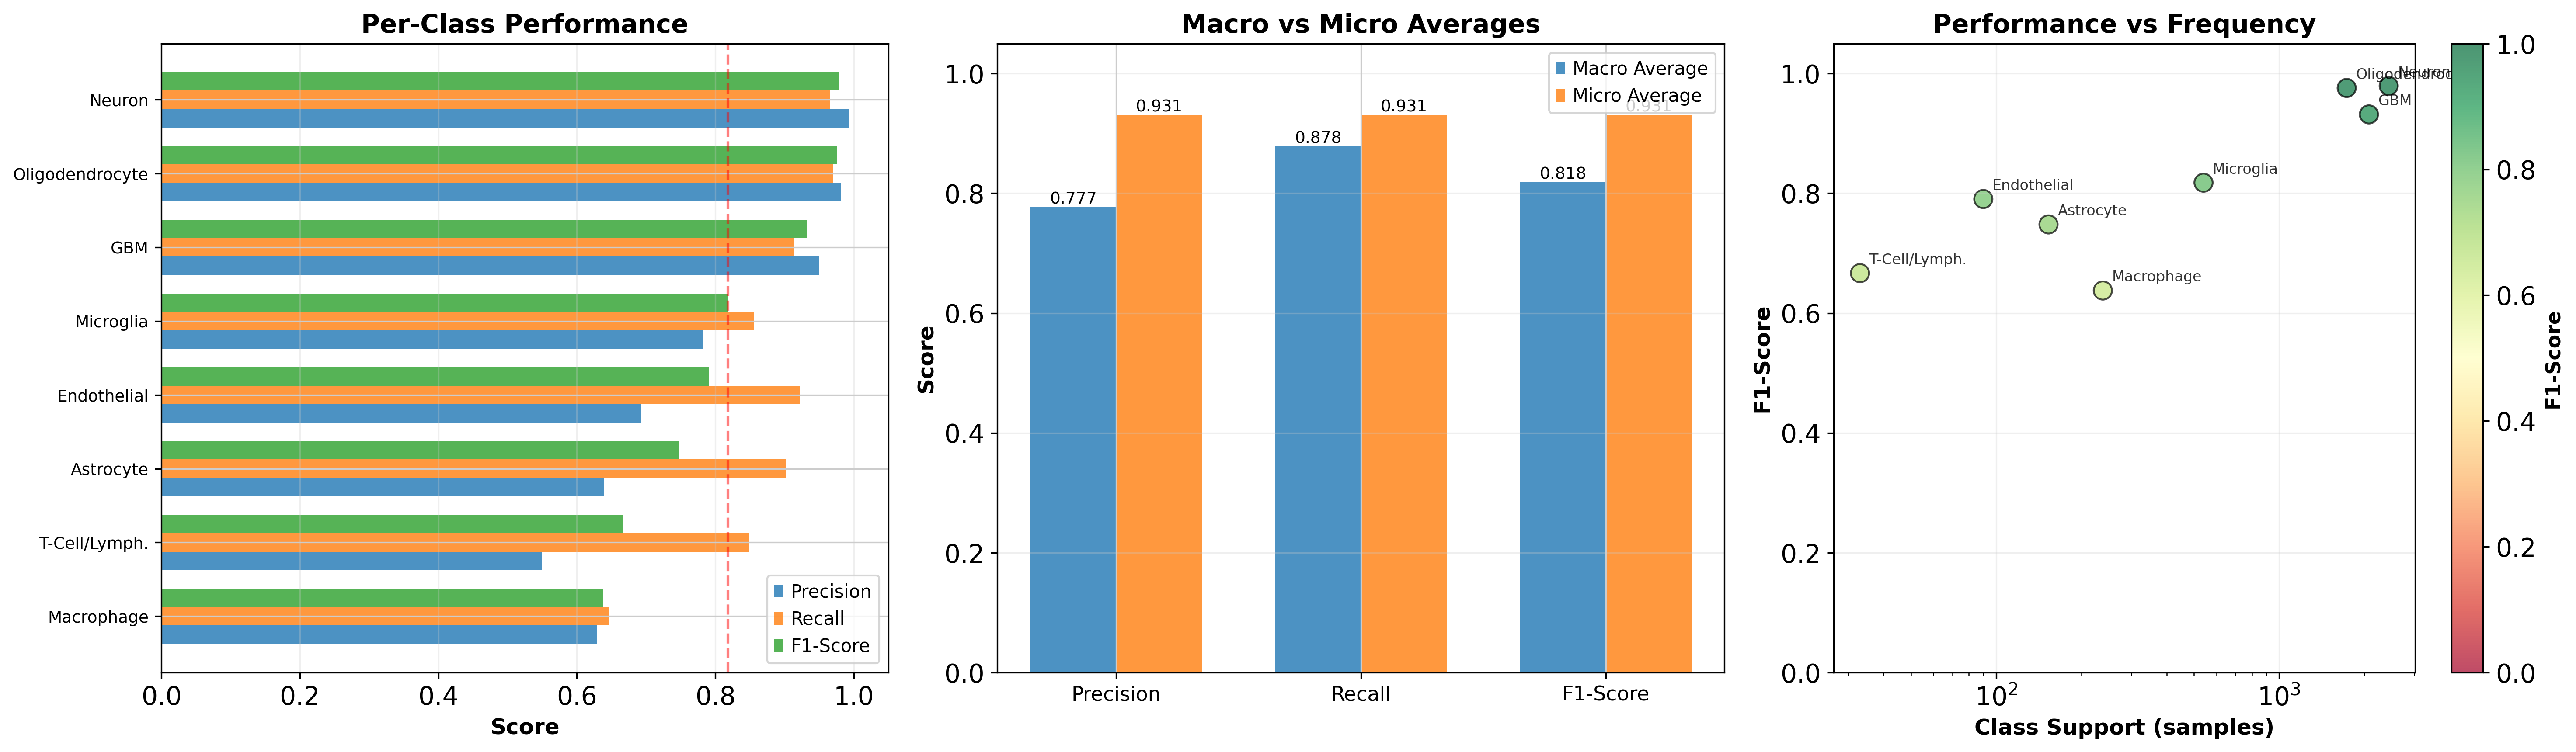 Per-Class Performance
Neuron
Oligodendrocyte
GBM
Microglia
Endothelial
Astrocyte
T-Cell/Lymph.
Macrophage
Precision
Recall
F1-Score
0.0 0.2 0.4 0.6 0.8 1.0
Score
Macro vs Micro Averages
Score
1.0
0.8
0.6
0.4
0.2
0.0
Macro Average
Micro Average
0.777
0.931
0.878
0.931
0.818
0.931
Precision Recall F1-Score
Performance vs Frequency
F1-Score
1.0
0.8
0.6
0.4
0.2
0.0
Neuron
GBM
Microglia
Endothelial
Astrocyte
T-Cell/Lymph.
Macrophage
10² 10³
Class Support (samples)
1.0
0.8
0.6
0.4
0.2
0.0
F1-Score